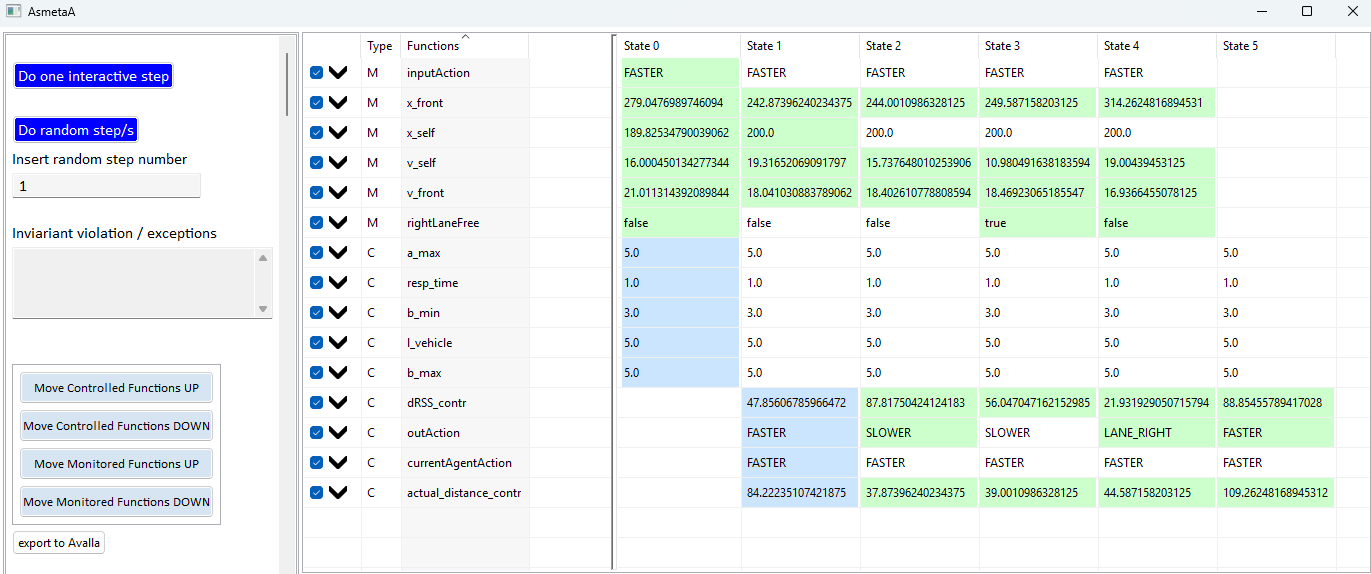 AsmetaA
Do one interactive step
Do random step/s
Insert random step number
1
Inviariant violation / exceptions
Move Controlled Functions UP
Move Controlled Functions DOWN
Move Monitored Functions UP
Move Monitored Functions DOWN
export to Avalla
Type Functions State 0 State 1 State 2 State 3 State 4 State 5
M inputAction FASTER FASTER FASTER FASTER FASTER
M x_front 279.0476989746094 242.87396240234375 244.0010986328125 249.587158203125 314.2624816894531
M x_self 189.82534790039062 200.0 200.0 200.0 200.0
M v_self 16.000450134277344 19.31652069091797 15.737648010253906 10.980491638183594 19.00439453125
M v_front 21.011314392089844 18.041030883789062 18.402610778808594 18.46923065185547 16.9366455078125
M rightLaneFree false false false true false
C a_max 5.0 5.0 5.0 5.0 5.0 5.0
C resp_time 1.0 1.0 1.0 1.0 1.0 1.0
C b_min 3.0 3.0 3.0 3.0 3.0 3.0
C l_vehicle 5.0 5.0 5.0 5.0 5.0 5.0
C b_max 5.0 5.0 5.0 5.0 5.0 5.0
C dRSS_contr 47.85606785966472 87.81750424124183 56.047047162152985 21.931929050715794 88.85455789417028
C outAction FASTER SLOWER SLOWER LANE_RIGHT FASTER
C currentAgentAction FASTER FASTER FASTER FASTER FASTER
C actual_distance_contr 84.22235107421875 37.87396240234375 39.0010986328125 44.587158203125 109.26248168945312